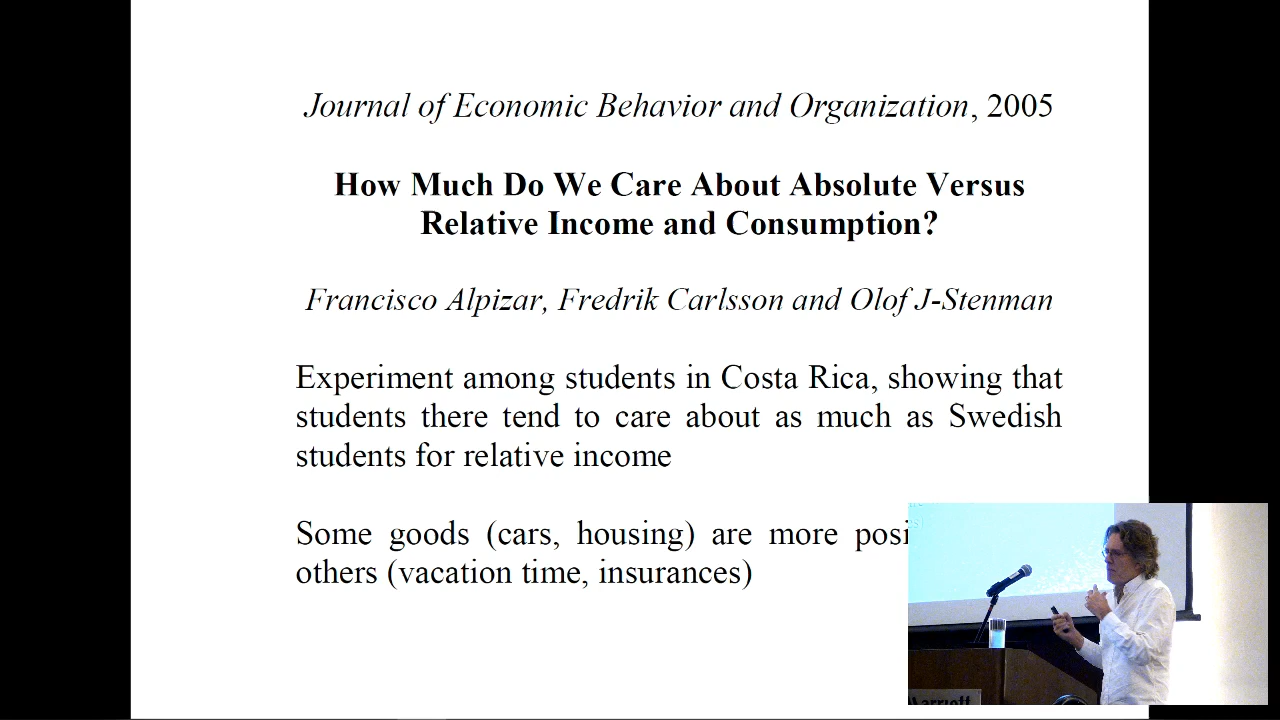 Journal of Economic Behavior and Organization, 2005
How Much Do We Care About Absolute Versus
Relative Income and Consumption?
Francisco Alpizar, Fredrik Carlsson and Olof J-Stenman
Experiment among students in Costa Rica, showing that
students there tend to care about as much as Swedish
students for relative income
Some goods (cars, housing) are more posi
others (vacation time, insurances)
Marriott